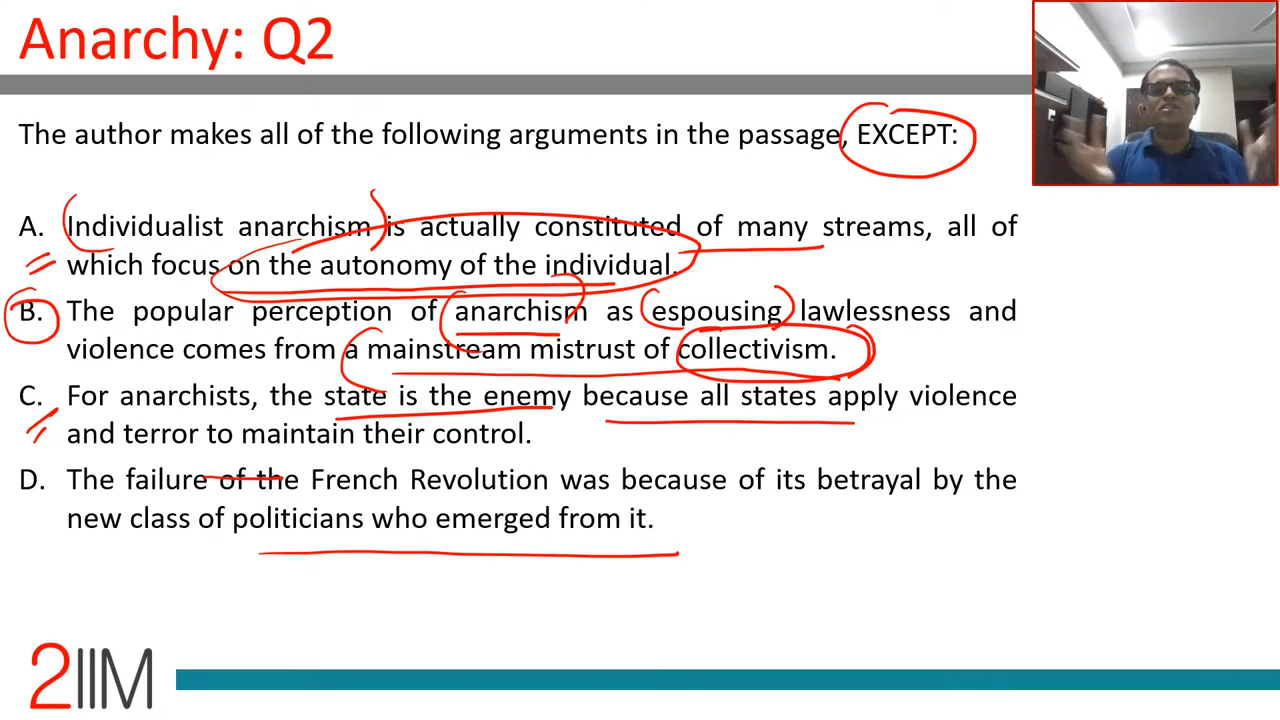 Anarchy: Q2
The author makes all of the following arguments in the passage, EXCEPT:
A. Individualist anarchism is actually constituted of many streams, all of
which focus on the autonomy of the individual.
B. The popular perception of anarchism as espousing lawlessness and
violence comes from a mainstream mistrust of collectivism.
C. For anarchists, the state is the enemy because all states apply violence
and terror to maintain their control.
D. The failure of the French Revolution was because of its betrayal by the
new class of politicians who emerged from it.
2IIM